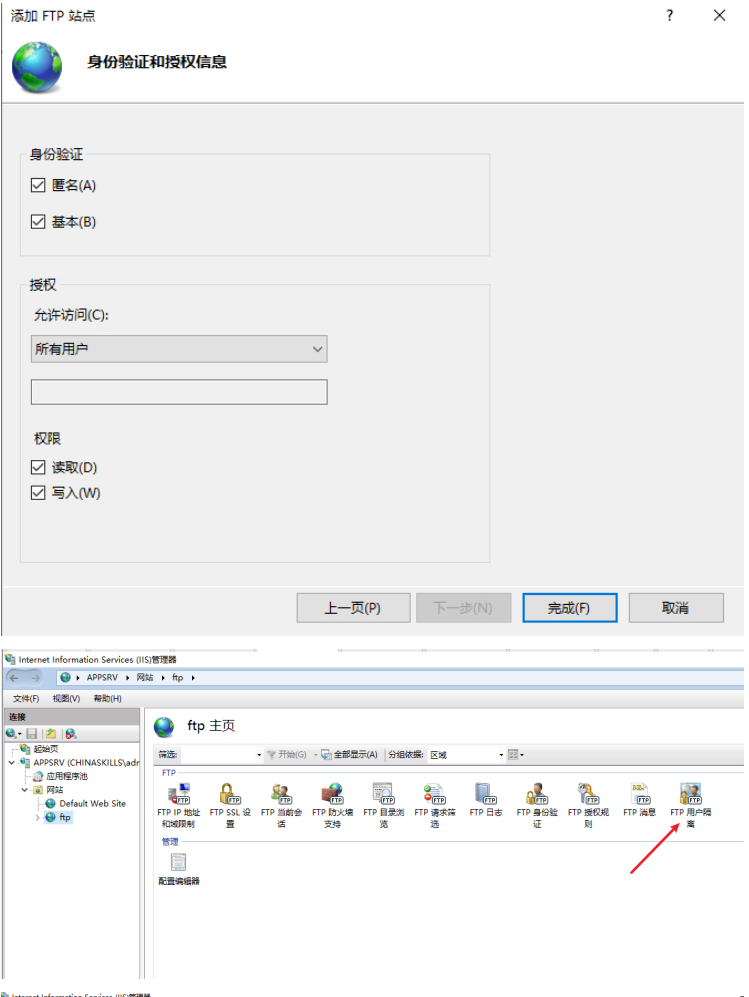 添加 FTP 站点
?
身份验证和授权信息
身份验证
匿名(A)
基本(B)
授权
允许访问(C):
所有用户
权限
读取(D)
写入(W)
上一页(P)
下一步(N)
完成(F)
取消
Internet Information Services (IIS)管理器
APPSRV
网站
ftp
文件(F) 视图(V) 帮助(H)
连接
起始页
APPSRV (CHINASKILLS\adr
应用程序池
网站
Default Web Site
ftp
ftp 主页
筛选:
开始(G)
全部显示(A)
分组依据:
区域
FTP
FTP IP 地址和域限制
FTP SSL 设置
FTP 当前会话
FTP 防火墙支持
FTP 目录浏览
FTP 请求筛选
FTP 日志
FTP 身份验证
FTP 授权规则
FTP 消息
FTP 用户隔离
管理
配置编辑器
Internet Information Services (IIS)管理器